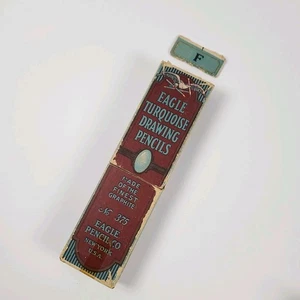 F
EAGLE
TURQUOISE
DRAWING
PENCILS
MADE
OF THE
FINEST
GRAPHITE
No 375
EAGLE
PENCIL CO
NEW YORK
U.S.A.